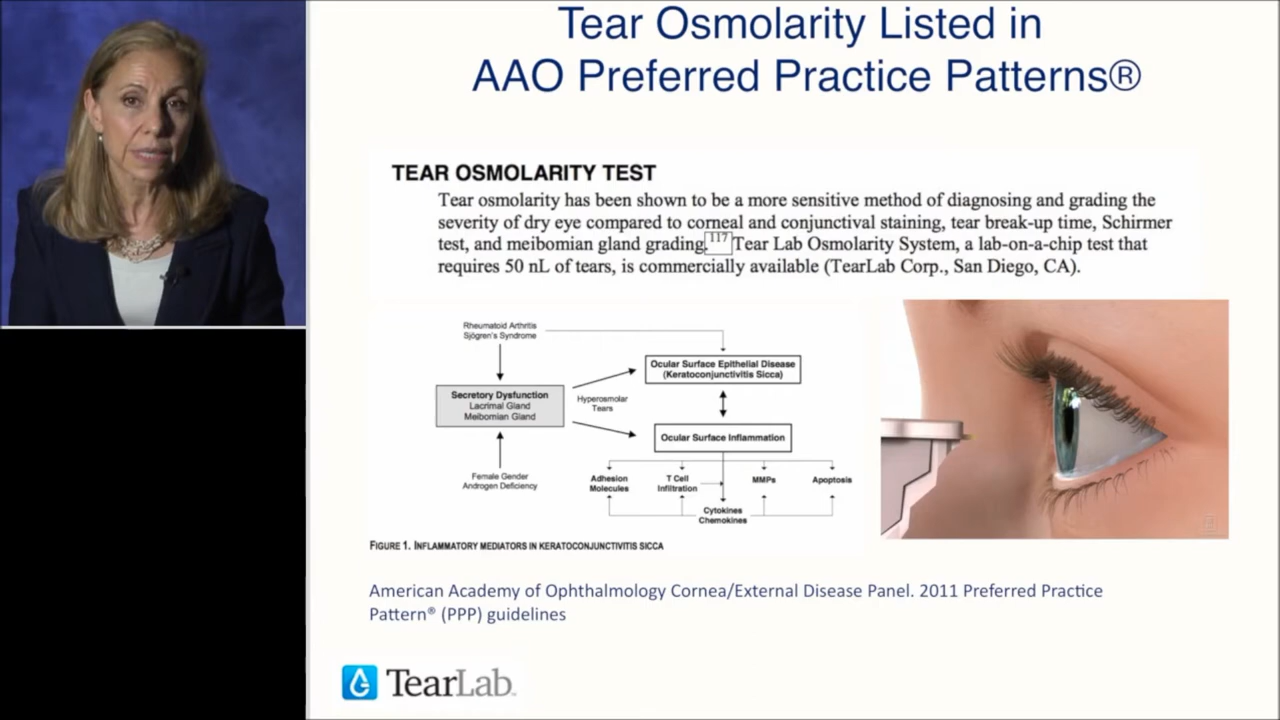 Tear Osmolarity Listed in
AAO Preferred Practice Patterns®
TEAR OSMOLARITY TEST
Tear osmolarity has been shown to be a more sensitive method of diagnosing and grading the
severity of dry eye compared to corneal and conjunctival staining, tear break-up time, Schirmer
test, and meibomian gland grading.117 Tear Lab Osmolarity System, a lab-on-a-chip test that
requires 50 nL of tears, is commercially available (TearLab Corp., San Diego, CA).
Rheumatoid Arthritis
Sjögren's Syndrome
Secretory Dysfunction
Lacrimal Gland
Meibomian Gland
Female Gender
Androgen Deficiency
Hyperosmolar
Tears
Ocular Surface Epithelial Disease
(Keratoconjunctivitis Sicca)
Ocular Surface Inflammation
Adhesion
Molecules
T Cell
Infiltration
MMPs
Apoptosis
Cytokines
Chemokines
FIGURE 1. INFLAMMATORY MEDIATORS IN KERATOCONJUNCTIVITIS SICCA
American Academy of Ophthalmology Cornea/External Disease Panel. 2011 Preferred Practice
Pattern® (PPP) guidelines
TearLab